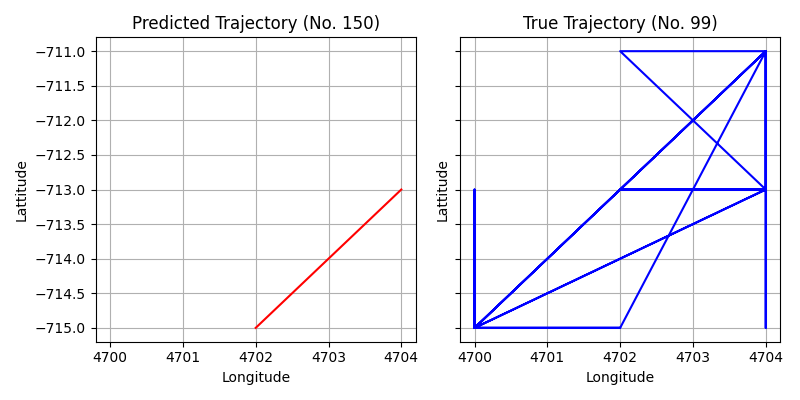 Predicted Trajectory (No. 150)
True Trajectory (No. 99)
Lattitude
−711.0
−711.5
−712.0
−712.5
−713.0
−713.5
−714.0
−714.5
−715.0
4700 4701 4702 4703 4704
Longitude
Lattitude
4700 4701 4702 4703 4704
Longitude